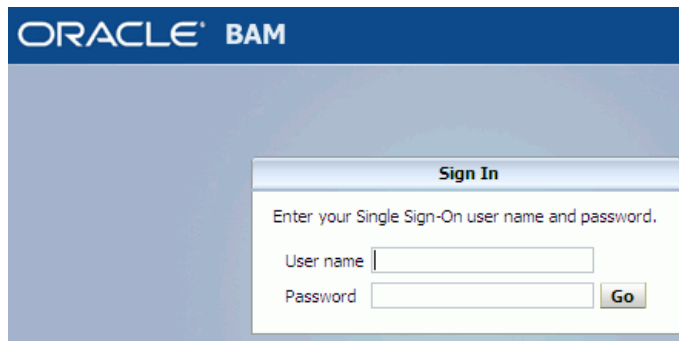 ORACLE® BAM
Sign In
Enter your Single Sign-On user name and password.
User name
Password
Go